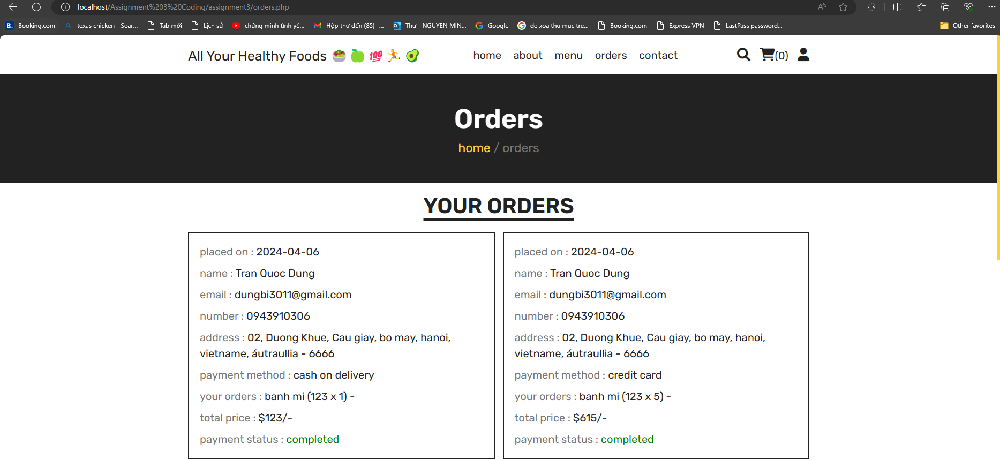 localhost/Assignment%203%20Coding/assignment3/orders.php
Booking.com texas chicken - Sear... Tab mới Lịch sử chứng minh tình yê... Hộp thư đến (85) -... Thư - NGUYEN MIN... Google de xoa thu muc tre... Booking.com Express VPN LastPass password... Other favorites
All Your Healthy Foods 🥗 🍏 💯 🏃 🥑 home about menu orders contact (0)
Orders
home / orders
YOUR ORDERS
placed on : 2024-04-06
name : Tran Quoc Dung
email : dungbi3011@gmail.com
number : 0943910306
address : 02, Duong Khue, Cau giay, bo may, hanoi,
vietname, áutraullia - 6666
payment method : cash on delivery
your orders : banh mi (123 x 1) -
total price : $123/-
payment status : completed
placed on : 2024-04-06
name : Tran Quoc Dung
email : dungbi3011@gmail.com
number : 0943910306
address : 02, Duong Khue, Cau giay, bo may, hanoi,
vietname, áutraullia - 6666
payment method : credit card
your orders : banh mi (123 x 5) -
total price : $615/-
payment status : completed